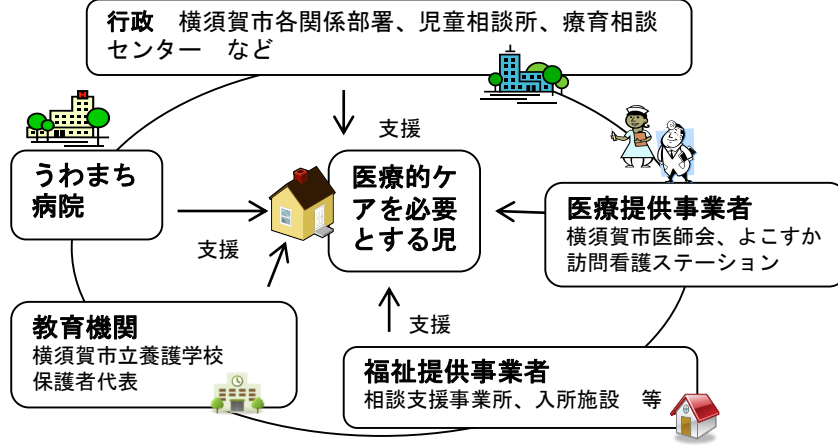 行政　横須賀市各関係部署、児童相談所、療育相談
センター　など
支援
うわまち
病院
医療的ケ
アを必要
とする児
医療提供事業者
横須賀市医師会、よこすか
訪問看護ステーション
支援
教育機関
横須賀市立養護学校
保護者代表
支援
福祉提供事業者
相談支援事業所、入所施設　等